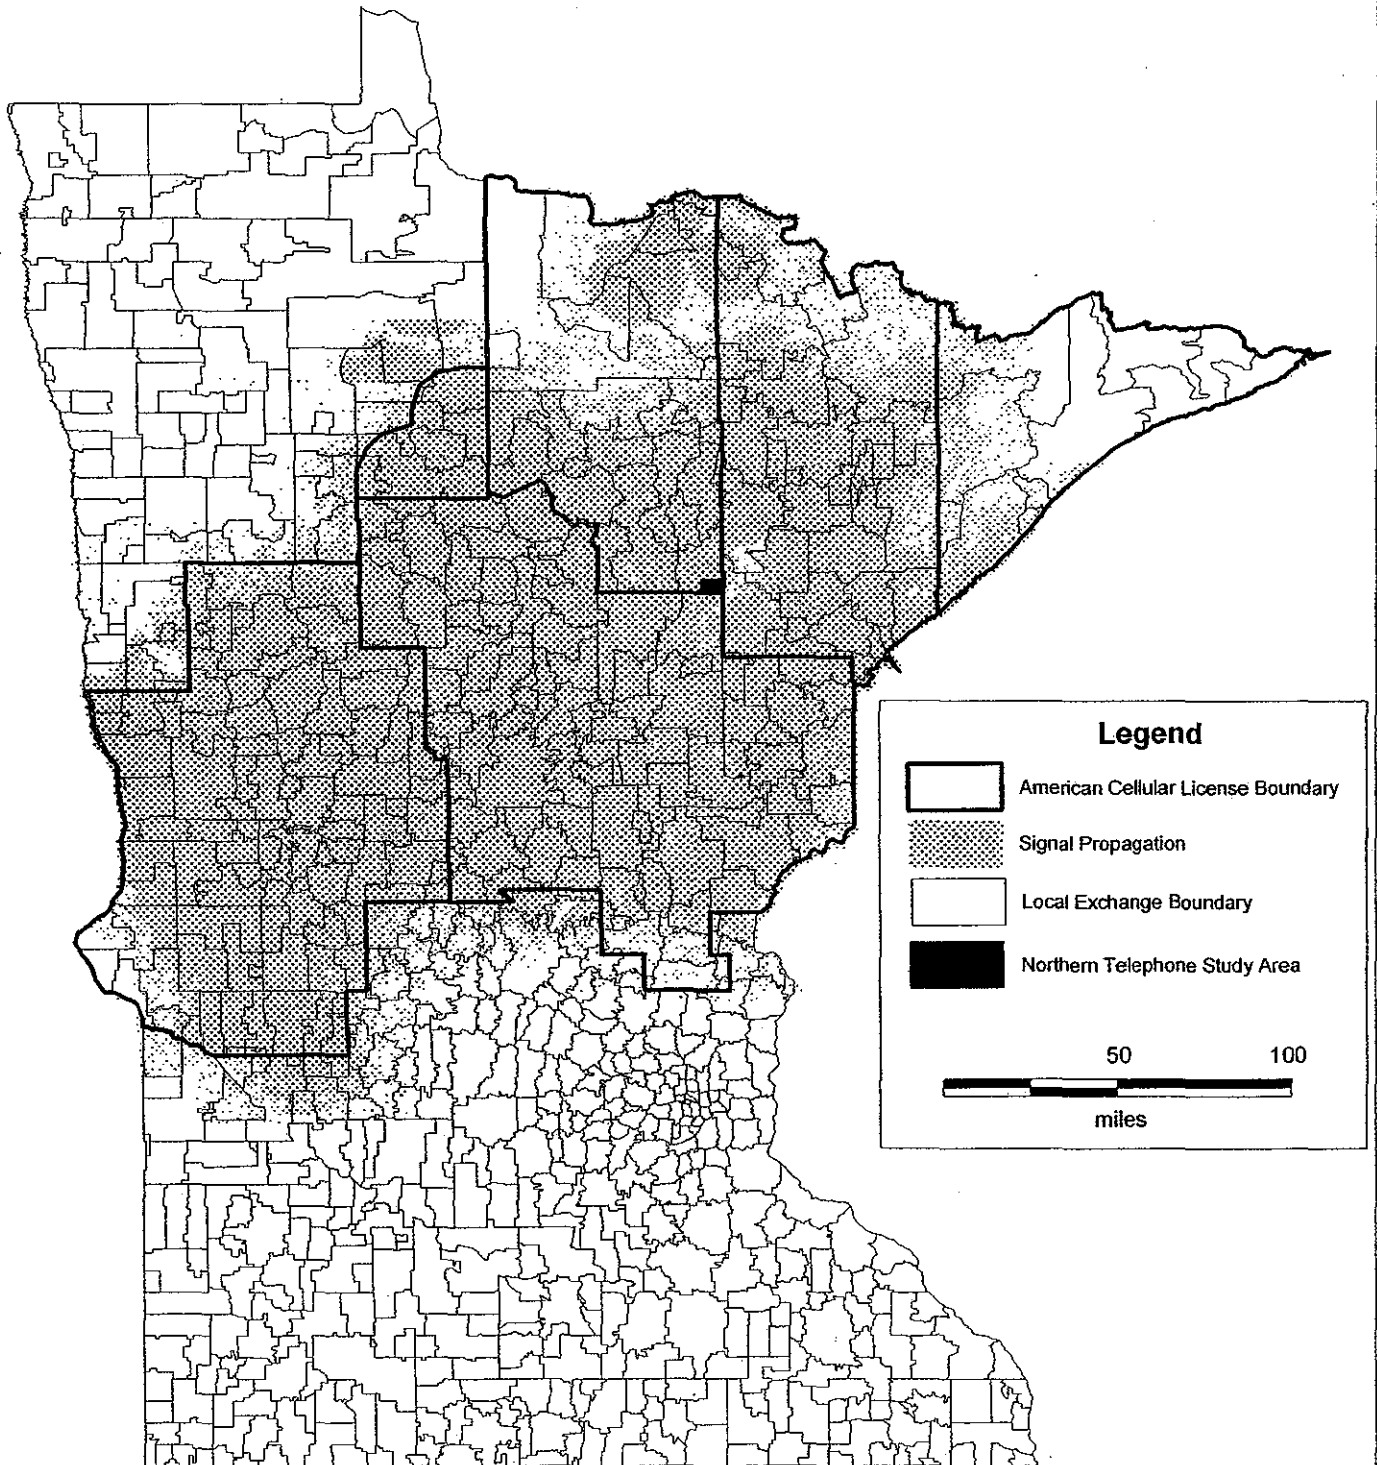 Legend
American Cellular License Boundary
Signal Propagation
Local Exchange Boundary
Northern Telephone Study Area
50 100
miles